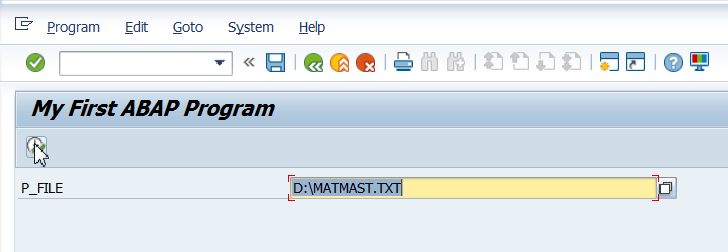 Program Edit Goto System Help
My First ABAP Program
P_FILE D:\MATMAST.TXT